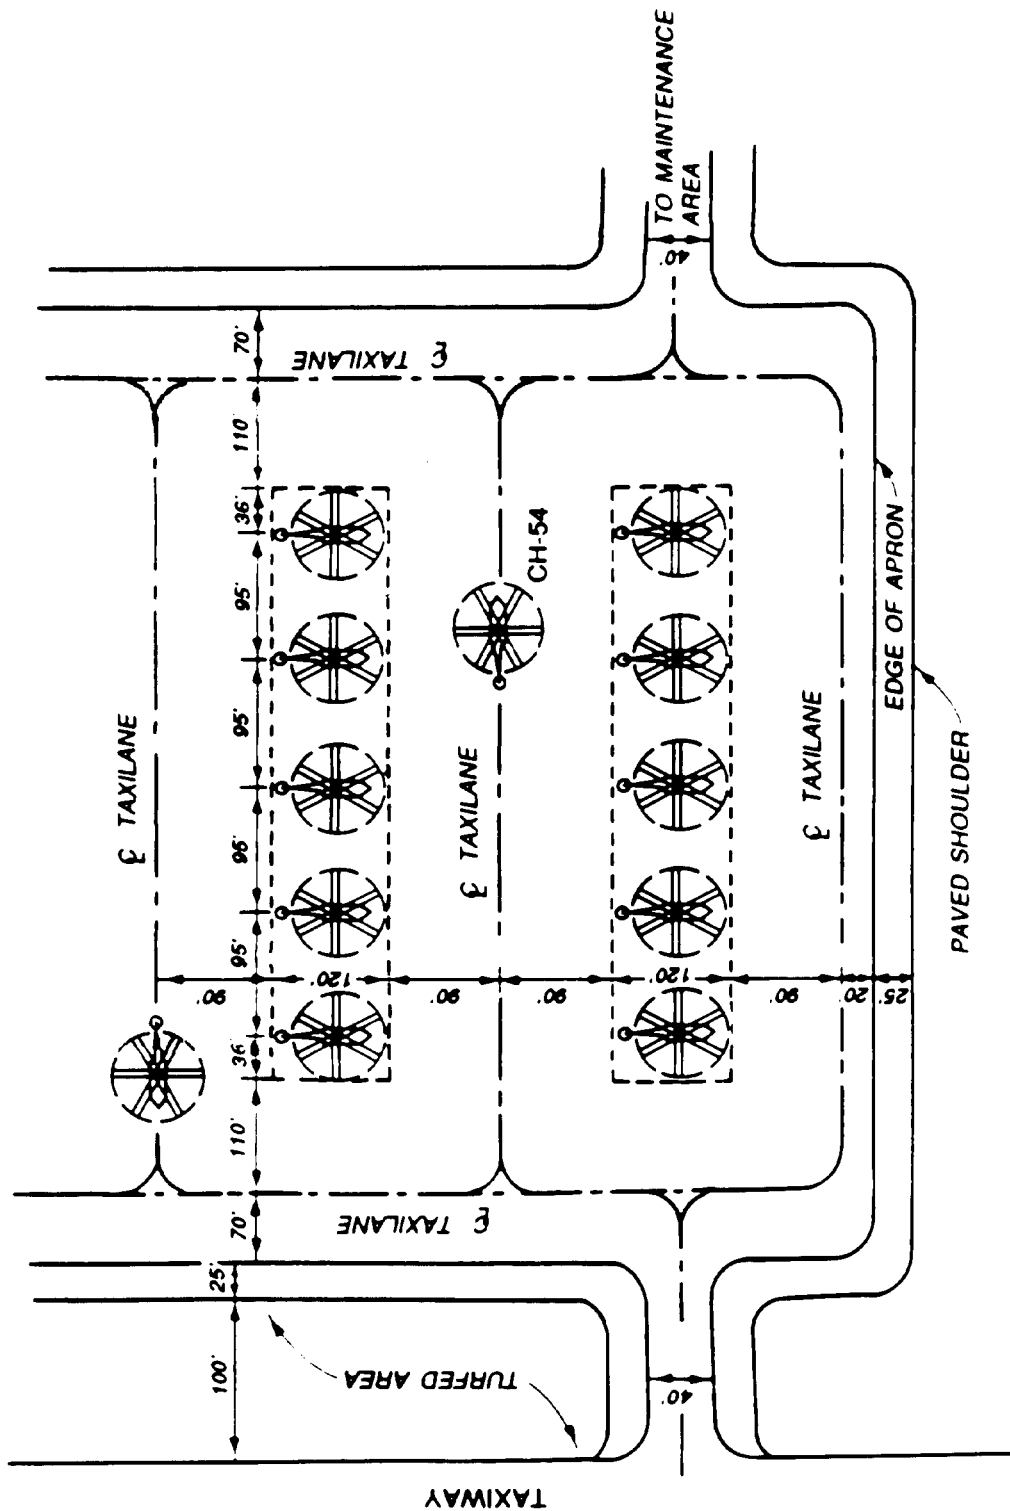 TO MAINTENANCE
AREA
40'
70'
℄ TAXILANE
110'
36'
95'
CH-54
95'
℄ TAXILANE
℄ TAXILANE
℄ TAXILANE
EDGE OF APRON
PAVED SHOULDER
95'
95'
90'
120'
90'
90'
120'
90'
20'
25'
36'
110'
℄ TAXILANE
70'
25'
100'
TURFED AREA
40'
TAXIWAY